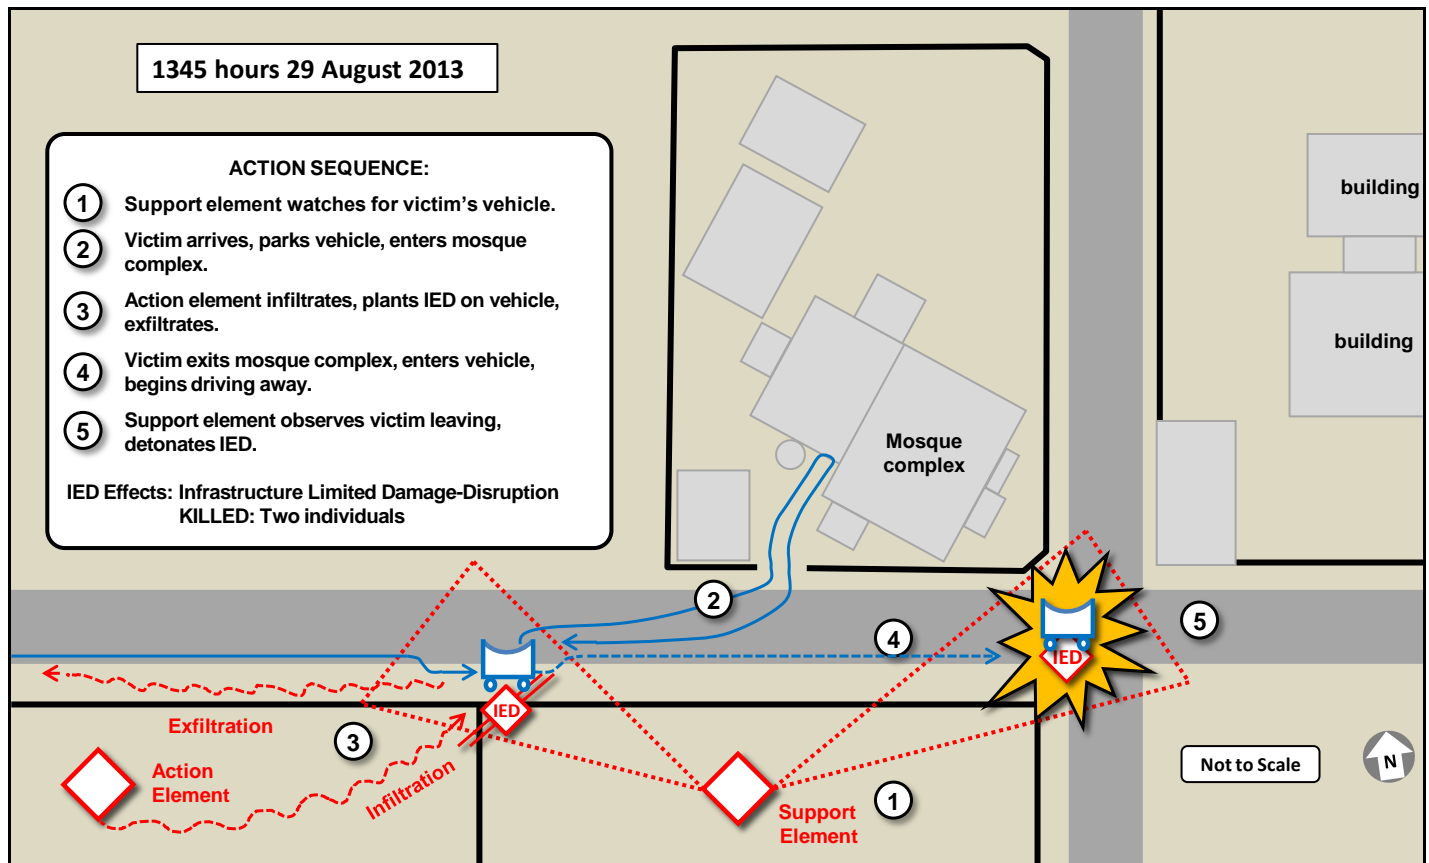 1345 hours 29 August 2013
ACTION SEQUENCE:
1 Support element watches for victim's vehicle.
2 Victim arrives, parks vehicle, enters mosque
complex.
3 Action element infiltrates, plants IED on vehicle,
exfiltrates.
4 Victim exits mosque complex, enters vehicle,
begins driving away.
5 Support element observes victim leaving,
detonates IED.
IED Effects: Infrastructure Limited Damage-Disruption
KILLED: Two individuals
building
building
Mosque
complex
2
4
5
IED
IED
Exfiltration
3
Action
Element
Infiltration
Support
Element
1
Not to Scale
N